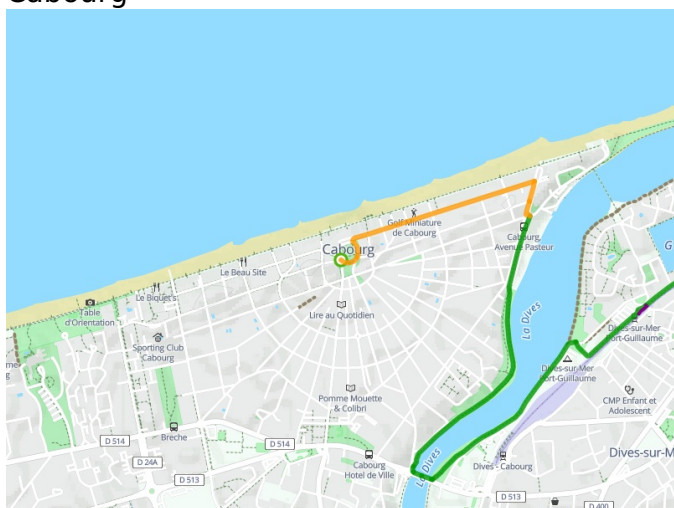 Cabourg
Golf Miniature
de Cabourg
Cabourg
Cabourg,
Avenue Pasteur
Le Beau Site
Le Biquet's
Table
d'Orientation
Lire au Quotidien
La Dives
G
Sporting Club
Cabourg
Dives-sur-Mer
Port-Guillaume
Dives-sur-Mer
Port-Guillaume
Pomme Mouette
& Colibri
CMP Enfant et
Adolescent
D 514
Brèche
D 514
D 24A
Cabourg
Hotel de Ville
La Dives
Dives - Cabourg
Dives-sur-M
D 513
D 513
D 400